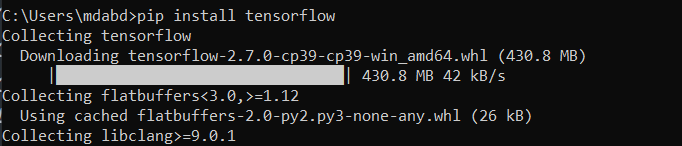 C:\Users\mdabd>pip install tensorflow
Collecting tensorflow
  Downloading tensorflow-2.7.0-cp39-cp39-win_amd64.whl (430.8 MB)
     |████████████████████████████████| 430.8 MB 42 kB/s
Collecting flatbuffers<3.0,>=1.12
  Using cached flatbuffers-2.0-py2.py3-none-any.whl (26 kB)
Collecting libclang>=9.0.1